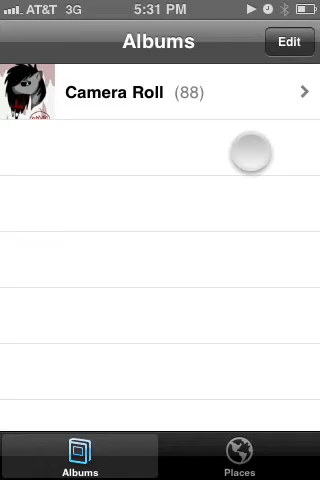 AT&T 3G 5:31 PM
Albums Edit
Camera Roll (88)
Albums Places